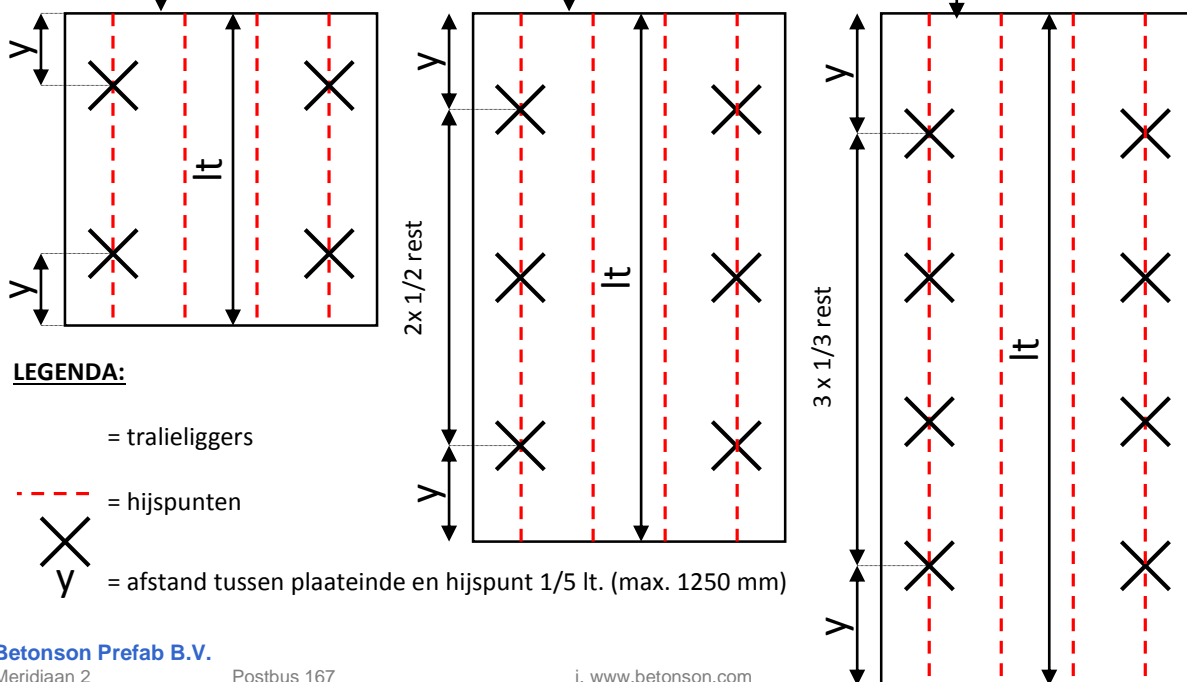 y
y
lt
y
2x 1/2 rest
y
lt
y
3 x 1/3 rest
y
lt
LEGENDA:
= tralieliggers
= hijspunten
y = afstand tussen plaateinde en hijspunt 1/5 lt. (max. 1250 mm)
Betonson Prefab B.V.
Meridiaan 2 Postbus 167 i. www.betonson.com